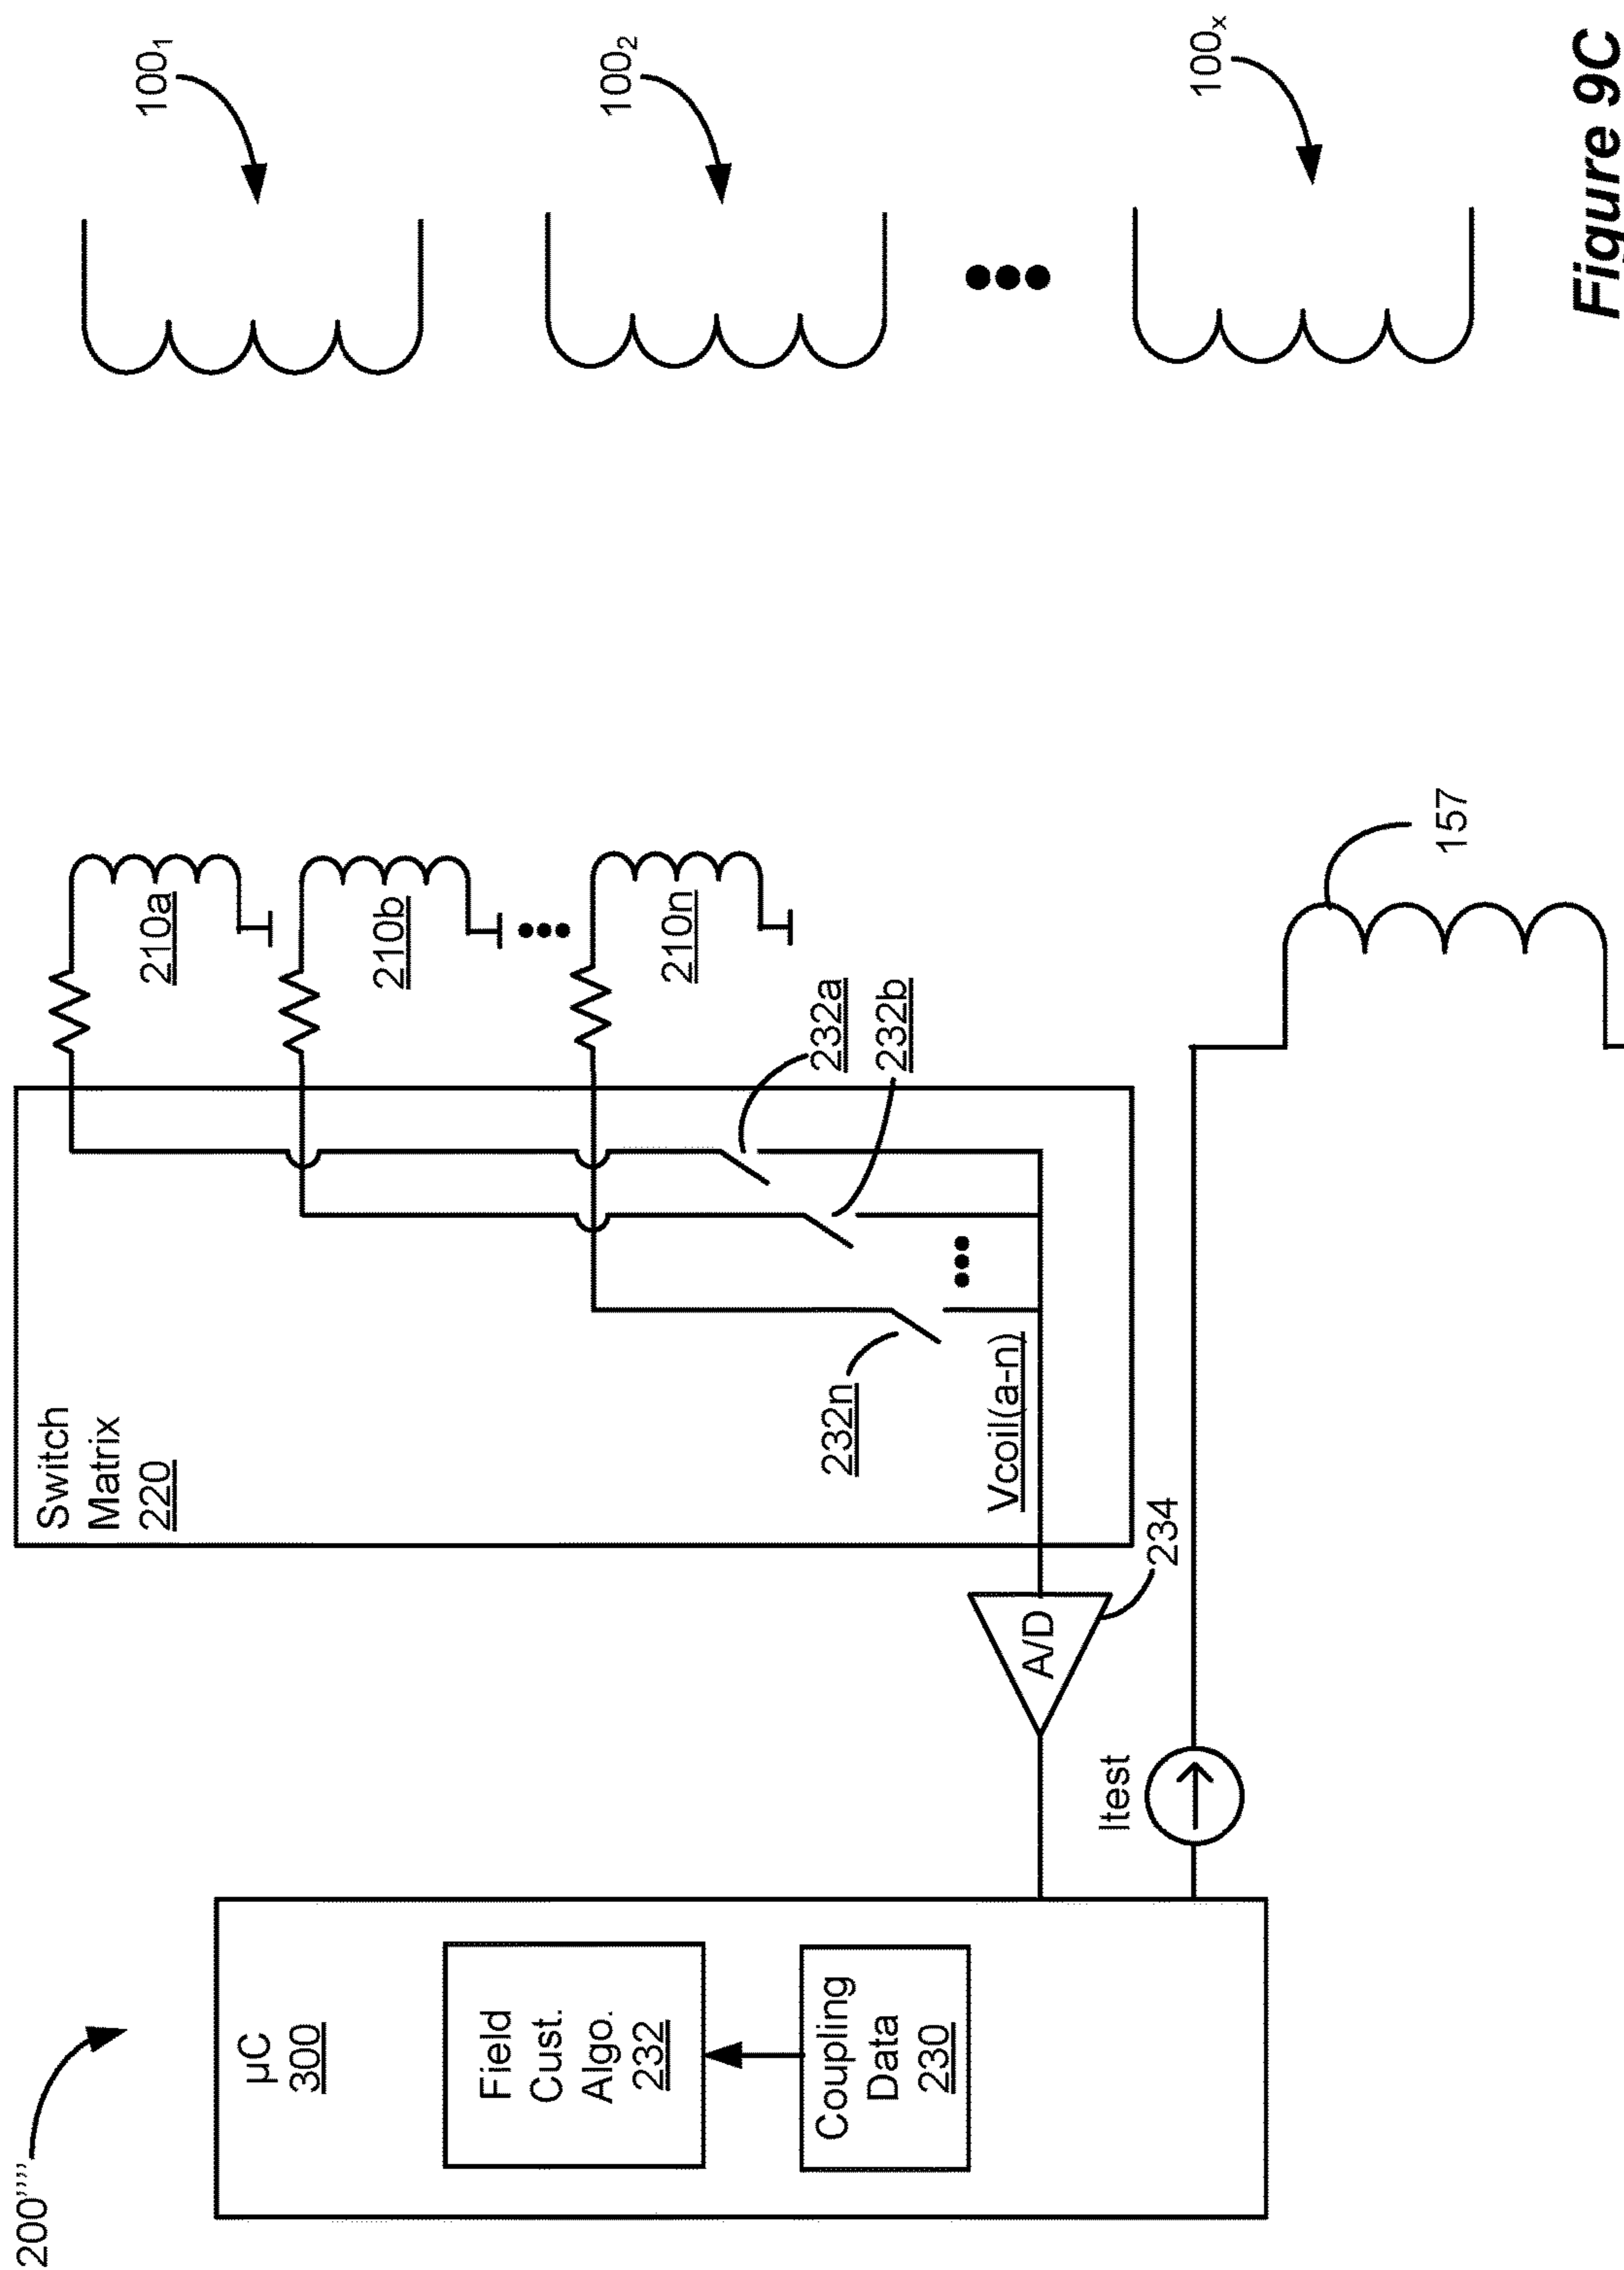 200''''
µC
300
Field
Cust.
Algo.
232
Coupling
Data
230
Itest
A/D
234
Switch
Matrix
220
Vcoil(a-n)
232n
232a
232b
210a
210b
210n
157
100₁
100₂
100ₓ
Figure 9C